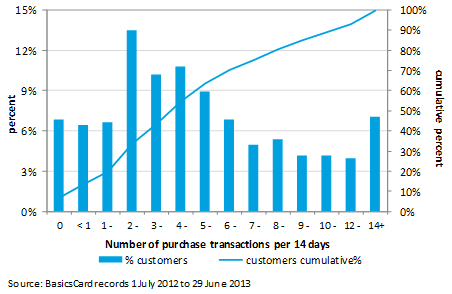 15% 100%
90%
12% 80%
70%
9% 60%
50%
6% 40%
30%
3% 20%
10%
0% 0%
percent
cumulative percent
0 < 1 1 - 2 - 3 - 4 - 5 - 6 - 7 - 8 - 9 - 10 - 12 - 14+
Number of purchase transactions per 14 days
% customers customers cumulative%
Source: BasicsCard records 1 July 2012 to 29 June 2013